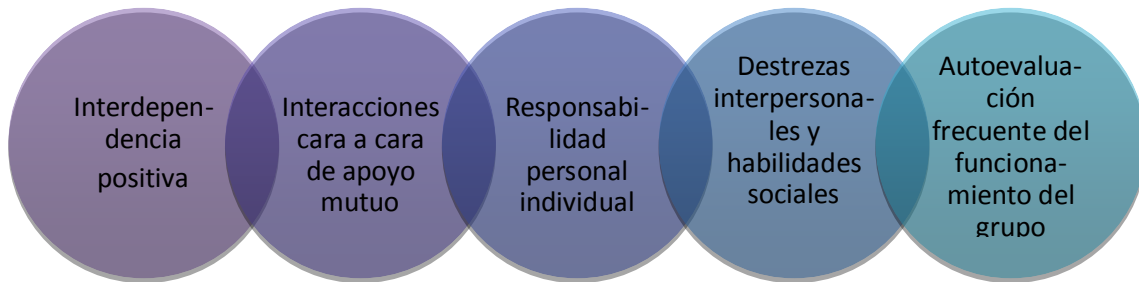 Interdepen-
dencia
positiva
Interacciones
cara a cara
de apoyo
mutuo
Responsabi-
lidad
personal
individual
Destrezas
interpersona-
les y
habilidades
sociales
Autoevalua-
ción
frecuente del
funciona-
miento del
grupo